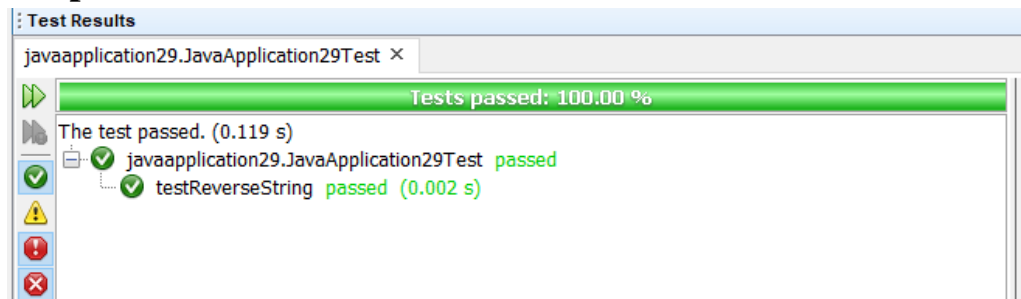 Test Results
javaapplication29.JavaApplication29Test ×
Tests passed: 100.00 %
The test passed. (0.119 s)
javaapplication29.JavaApplication29Test passed
testReverseString passed (0.002 s)